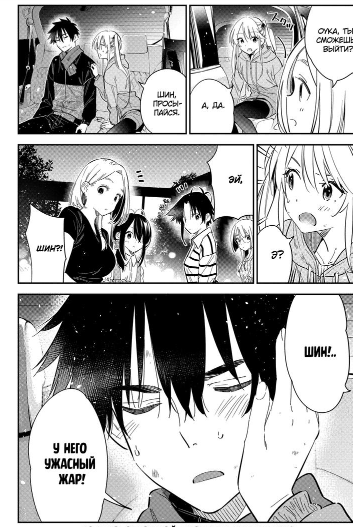 ОУКА, ТЫ
СМОЖЕШЬ
ВЫЙТИ?
А, ДА.
ШИН,
ПРОСЫ-
ПАЙСЯ.
Э?
ЭЙ,
ШИН?!
ШИН!..
У НЕГО
УЖАСНЫЙ
ЖАР!